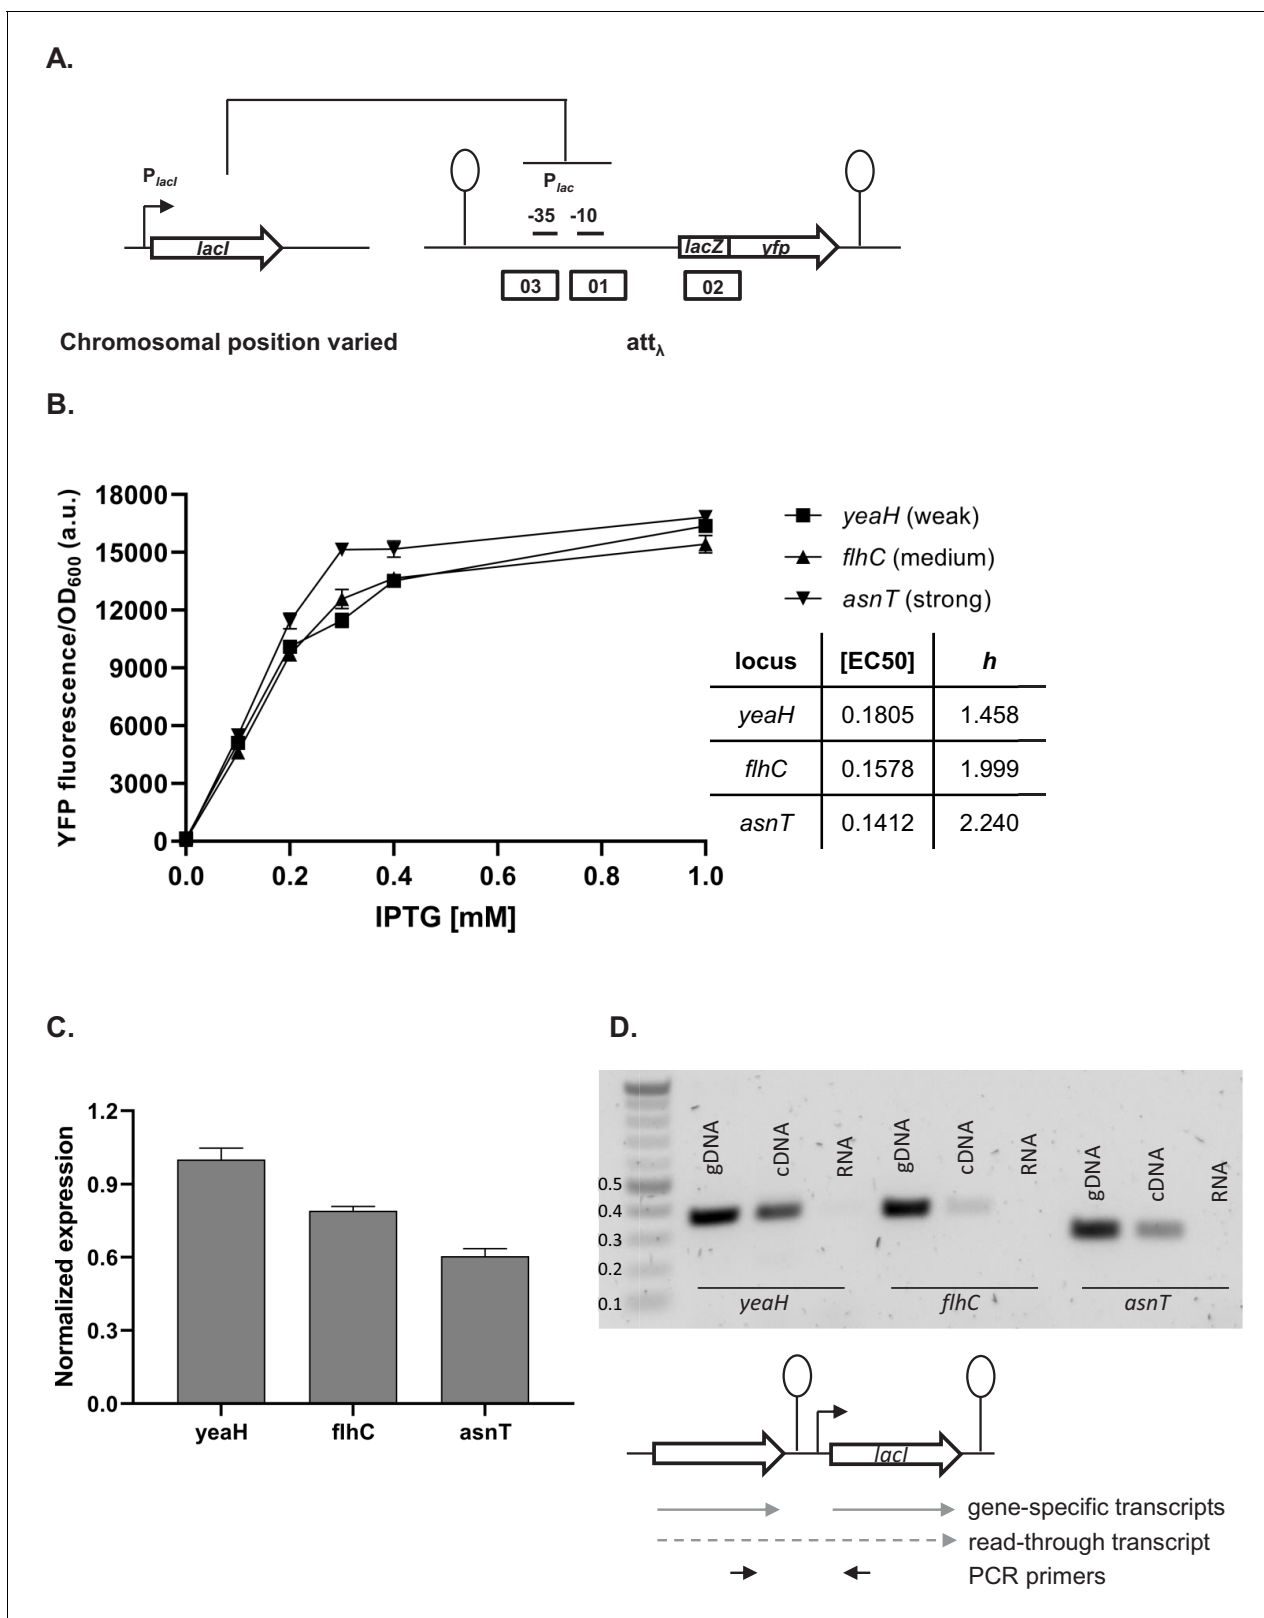 A.
P lacI
P lac
-35 -10
lacI
lacZ yfp
03 01 02
Chromosomal position varied
attλ
B.
YFP fluorescence/OD600 (a.u.)
18000
15000
12000
9000
6000
3000
0
0.0 0.2 0.4 0.6 0.8 1.0
IPTG [mM]
yeaH (weak)
flhC (medium)
asnT (strong)
locus [EC50] h
yeaH 0.1805 1.458
flhC 0.1578 1.999
asnT 0.1412 2.240
C.
Normalized expression
1.2
0.9
0.6
0.3
0.0
yeaH flhC asnT
D.
gDNA cDNA RNA gDNA cDNA RNA gDNA cDNA RNA
0.5
0.4
0.3
0.2
0.1
yeaH flhC asnT
lacI
gene-specific transcripts
read-through transcript
PCR primers